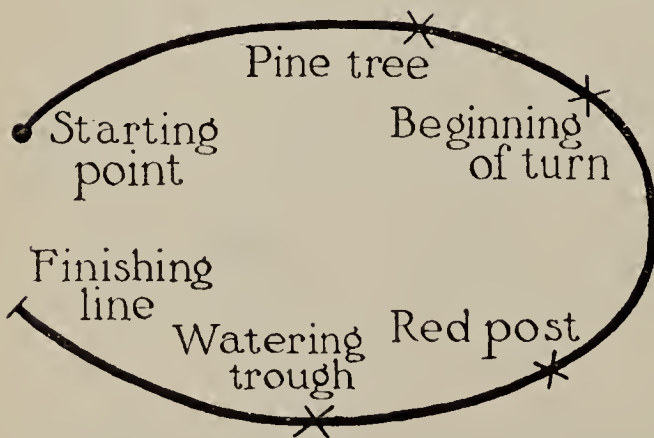 Pine tree
Starting
point
Beginning
of turn
Finishing
line
Watering
trough
Red post